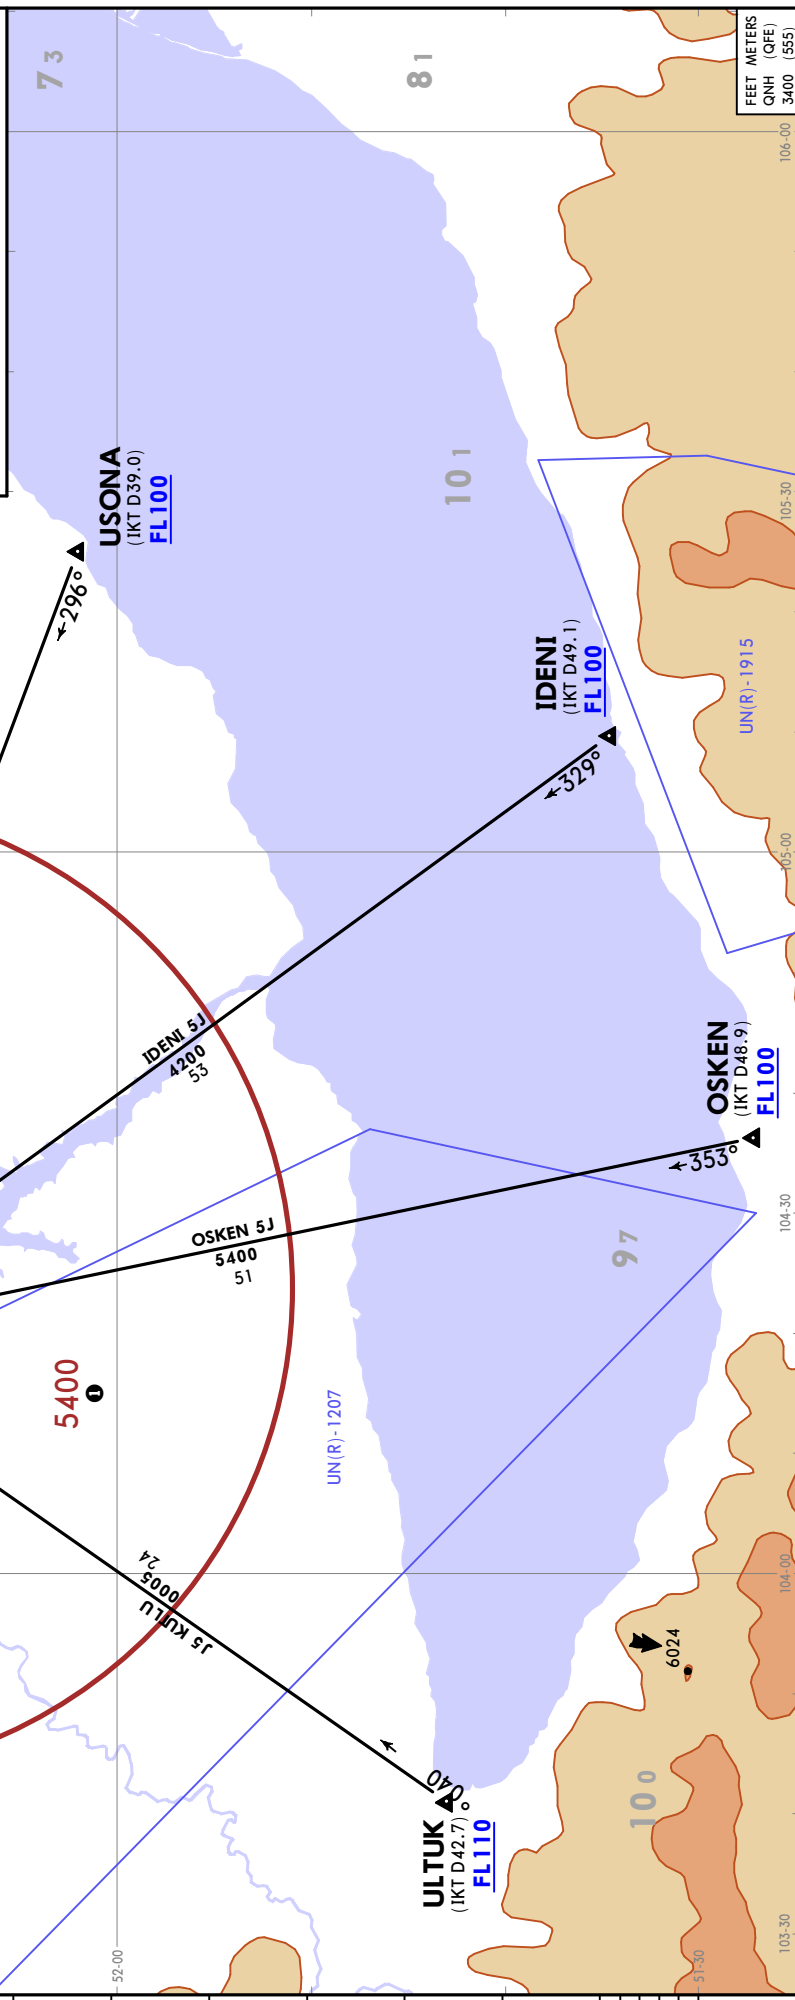 7 3
8 1
FEET METERS
QNH (QFE)
3400 (555)
106-00
USONA
(IKT D39.0)
FL100
296°
10 1
105-30
IDENI
(IKT D49.1)
FL100
329°
UN(R)-1915
105-00
IDENI 5J
4200
53
OSKEN
(IKT D48.9)
FL100
353°
OSKEN 5J
5400
51
104-30
9 7
5400
1
UN(R)-1207
104-00
ULTUK 5J
5000
24
6024
040°
ULTUK
(IKT D42.7)
FL110
10 0
103-30
52-00
51-30